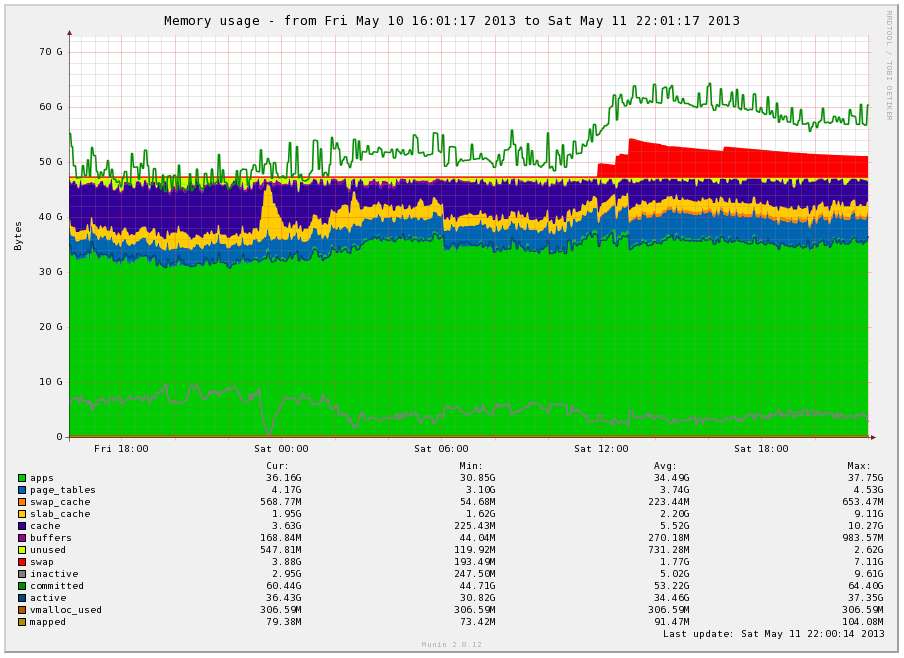 Memory usage - from Fri May 10 16:01:17 2013 to Sat May 11 22:01:17 2013
RRDTOOL / TOBI OETIKER
Bytes
70 G
60 G
50 G
40 G
30 G
20 G
10 G
0
Fri 18:00 Sat 00:00 Sat 06:00 Sat 12:00 Sat 18:00
Cur: Min: Avg: Max:
apps 36.16G 30.85G 34.49G 37.75G
page_tables 4.17G 3.10G 3.74G 4.53G
swap_cache 568.77M 54.68M 223.44M 653.47M
slab_cache 1.95G 1.62G 2.20G 9.11G
cache 3.63G 225.43M 5.52G 10.27G
buffers 168.84M 44.04M 270.18M 983.57M
unused 547.81M 119.92M 731.28M 2.62G
swap 3.88G 193.49M 1.77G 7.11G
inactive 2.95G 247.50M 5.02G 9.61G
committed 60.44G 44.71G 53.22G 64.40G
active 36.43G 30.82G 34.46G 37.35G
vmalloc_used 306.59M 306.59M 306.59M 306.59M
mapped 79.38M 73.42M 91.47M 104.08M
Last update: Sat May 11 22:00:14 2013
Munin 2.0.12